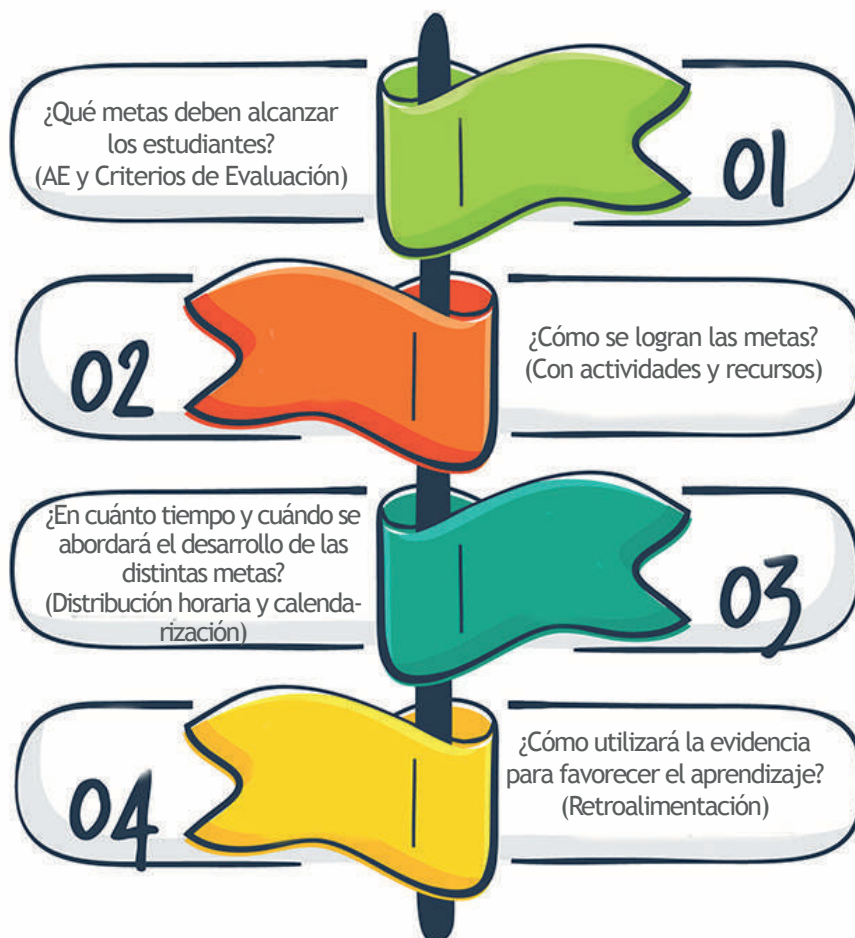 ¿Qué metas deben alcanzar
los estudiantes?
(AE y Criterios de Evaluación)
01
02
¿Cómo se logran las metas?
(Con actividades y recursos)
¿En cuánto tiempo y cuándo se
abordará el desarrollo de las
distintas metas?
(Distribución horaria y calenda-
rización)
03
04
¿Cómo utilizará la evidencia
para favorecer el aprendizaje?
(Retroalimentación)